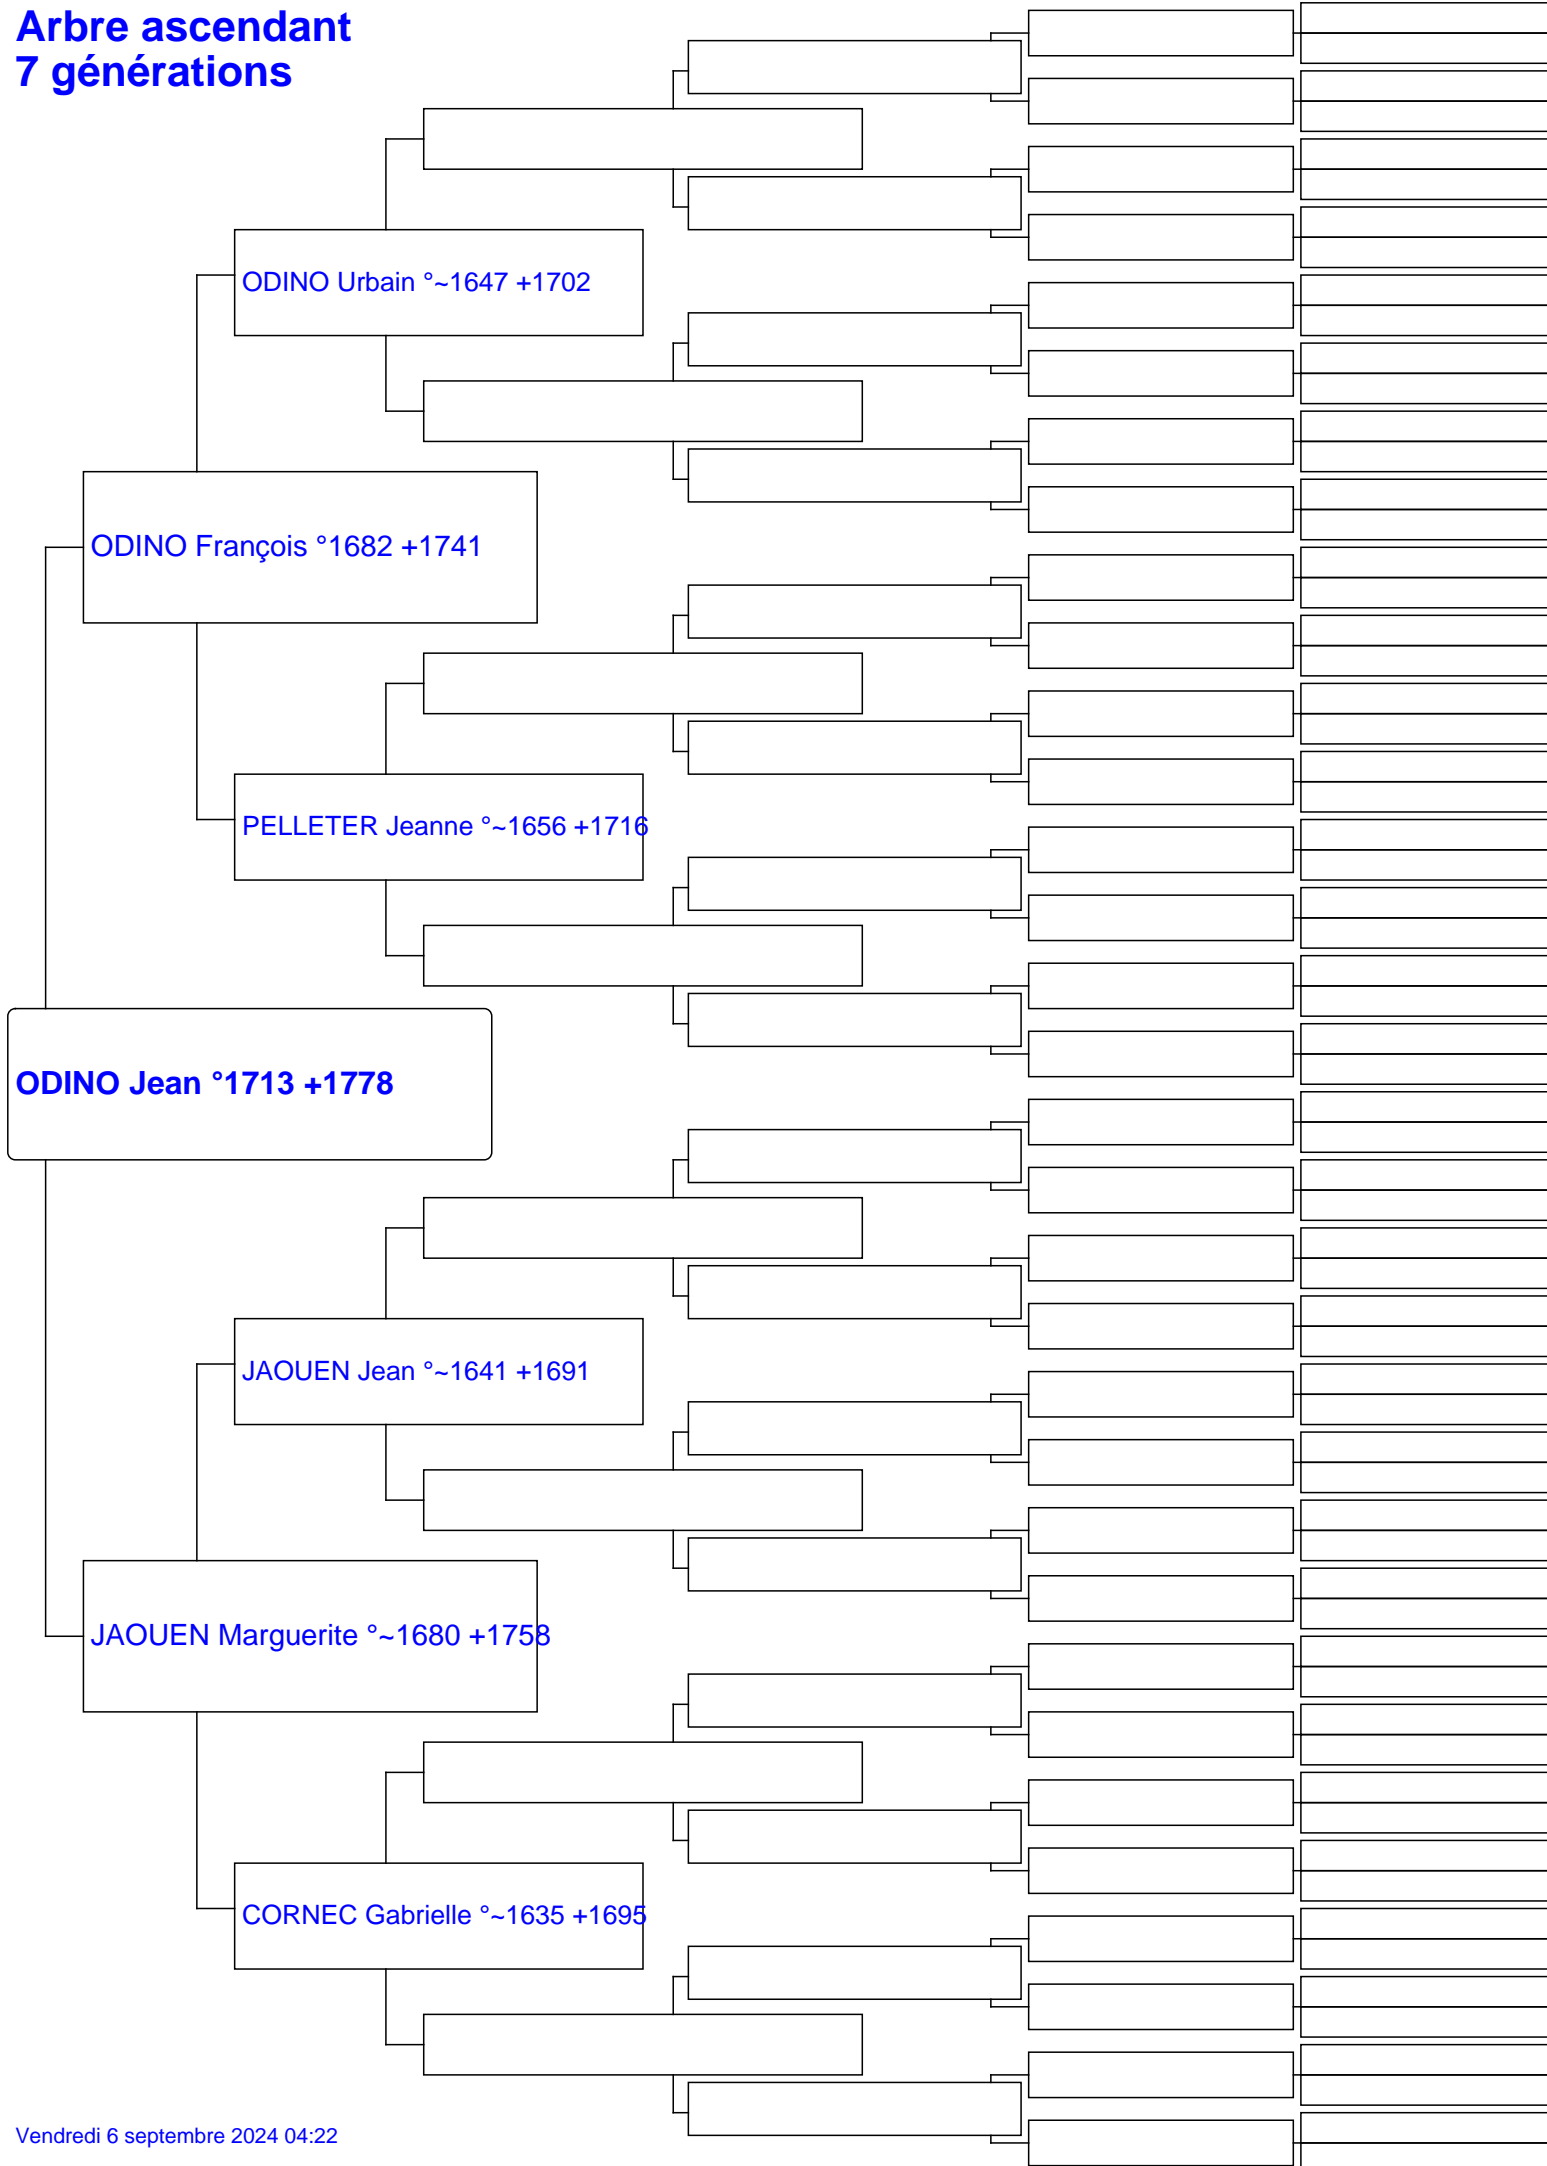 Arbre ascendant
7 générations
ODINO Urbain °~1647 +1702
ODINO François °1682 +1741
PELLETER Jeanne °~1656 +1716
ODINO Jean °1713 +1778
JAOUEN Jean °~1641 +1691
JAOUEN Marguerite °~1680 +1758
CORNEC Gabrielle °~1635 +1695
Vendredi 6 septembre 2024 04:22